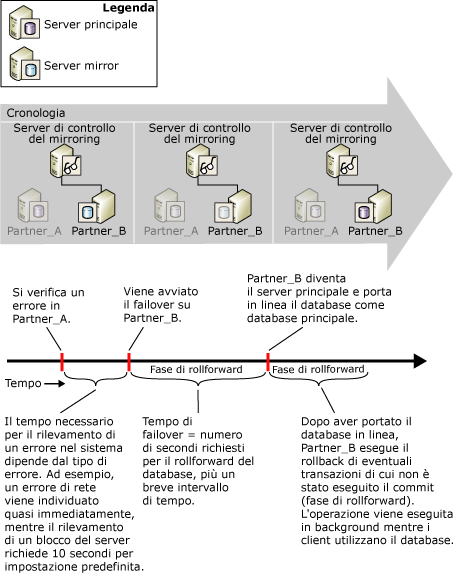 Legenda
Server principale
Server mirror
Cronologia
Server di controllo
del mirroring
Server di controllo
del mirroring
Server di controllo
del mirroring
Partner_A
Partner_B
Partner_A
Partner_B
Partner_A
Partner_B
Si verifica un
errore in
Partner_A.
Viene avviato
il failover su
Partner_B.
Partner_B diventa
il server principale e porta
in linea il database come
database principale.
Fase di rollforward
Fase di rollforward
Tempo
Il tempo necessario
per il rilevamento di
un errore nel sistema
dipende dal tipo di
errore. Ad esempio,
un errore di rete
viene individuato
quasi immediatamente,
mentre il rilevamento
di un blocco del server
richiede 10 secondi per
impostazione predefinita.
Tempo di
failover = numero
di secondi richiesti
per il rollforward del
database, più un
breve intervallo
di tempo.
Dopo aver portato il
database in linea,
Partner_B esegue il
rollback di eventuali
transazioni di cui non è
stato eseguito il commit
(fase di rollforward).
L'operazione viene eseguita
in background mentre i
client utilizzano il database.